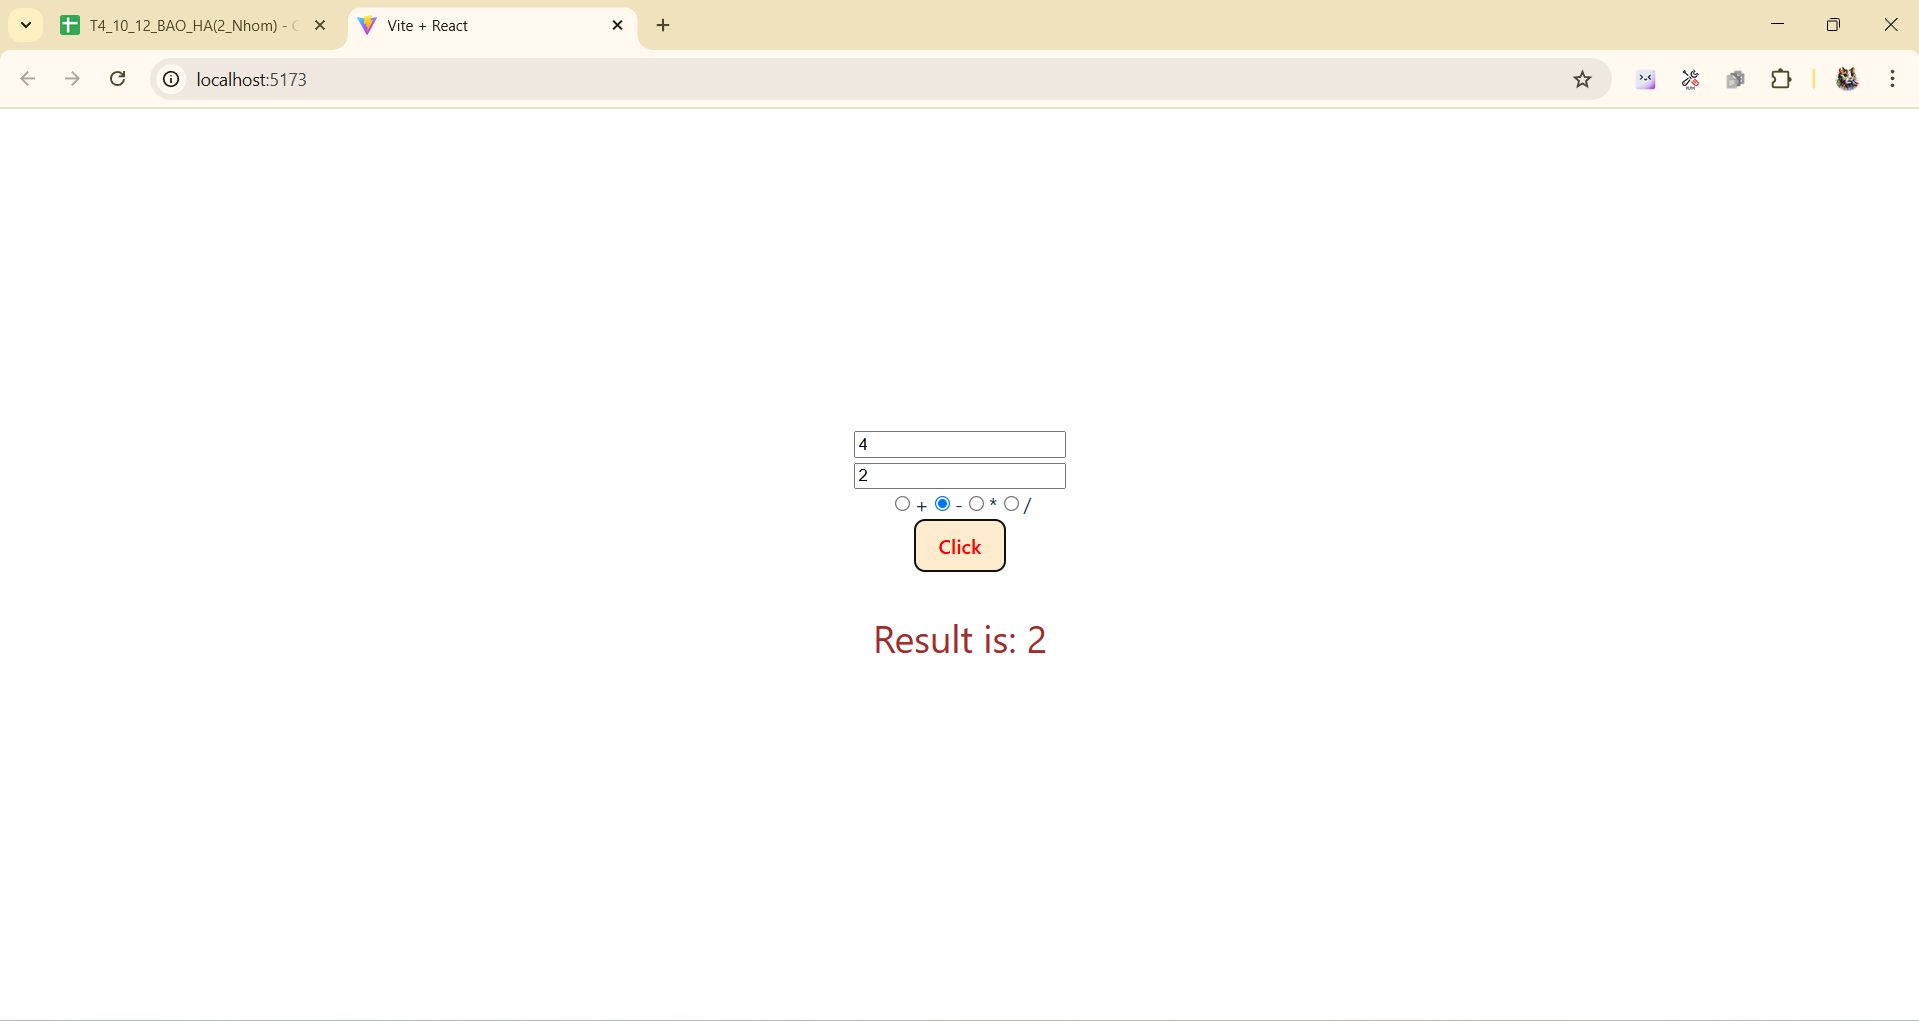 T4_10_12_BAO_HA(2_Nhom) -
Vite + React
localhost:5173
4
2
+ - * /
Click
Result is: 2